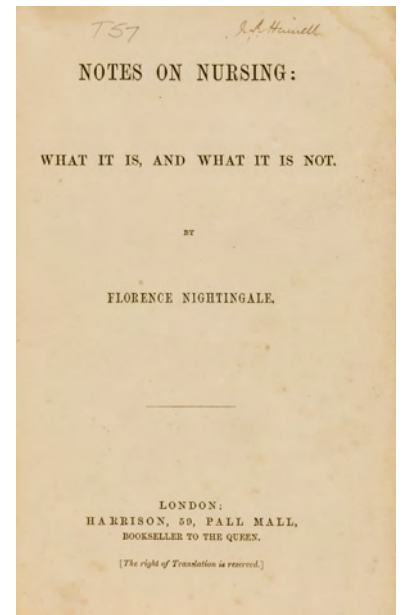 T57
NOTES ON NURSING:
WHAT IT IS, AND WHAT IT IS NOT.
BY
FLORENCE NIGHTINGALE.
LONDON:
HARRISON, 59, PALL MALL,
BOOKSELLER TO THE QUEEN.
[The right of Translation is reserved.]